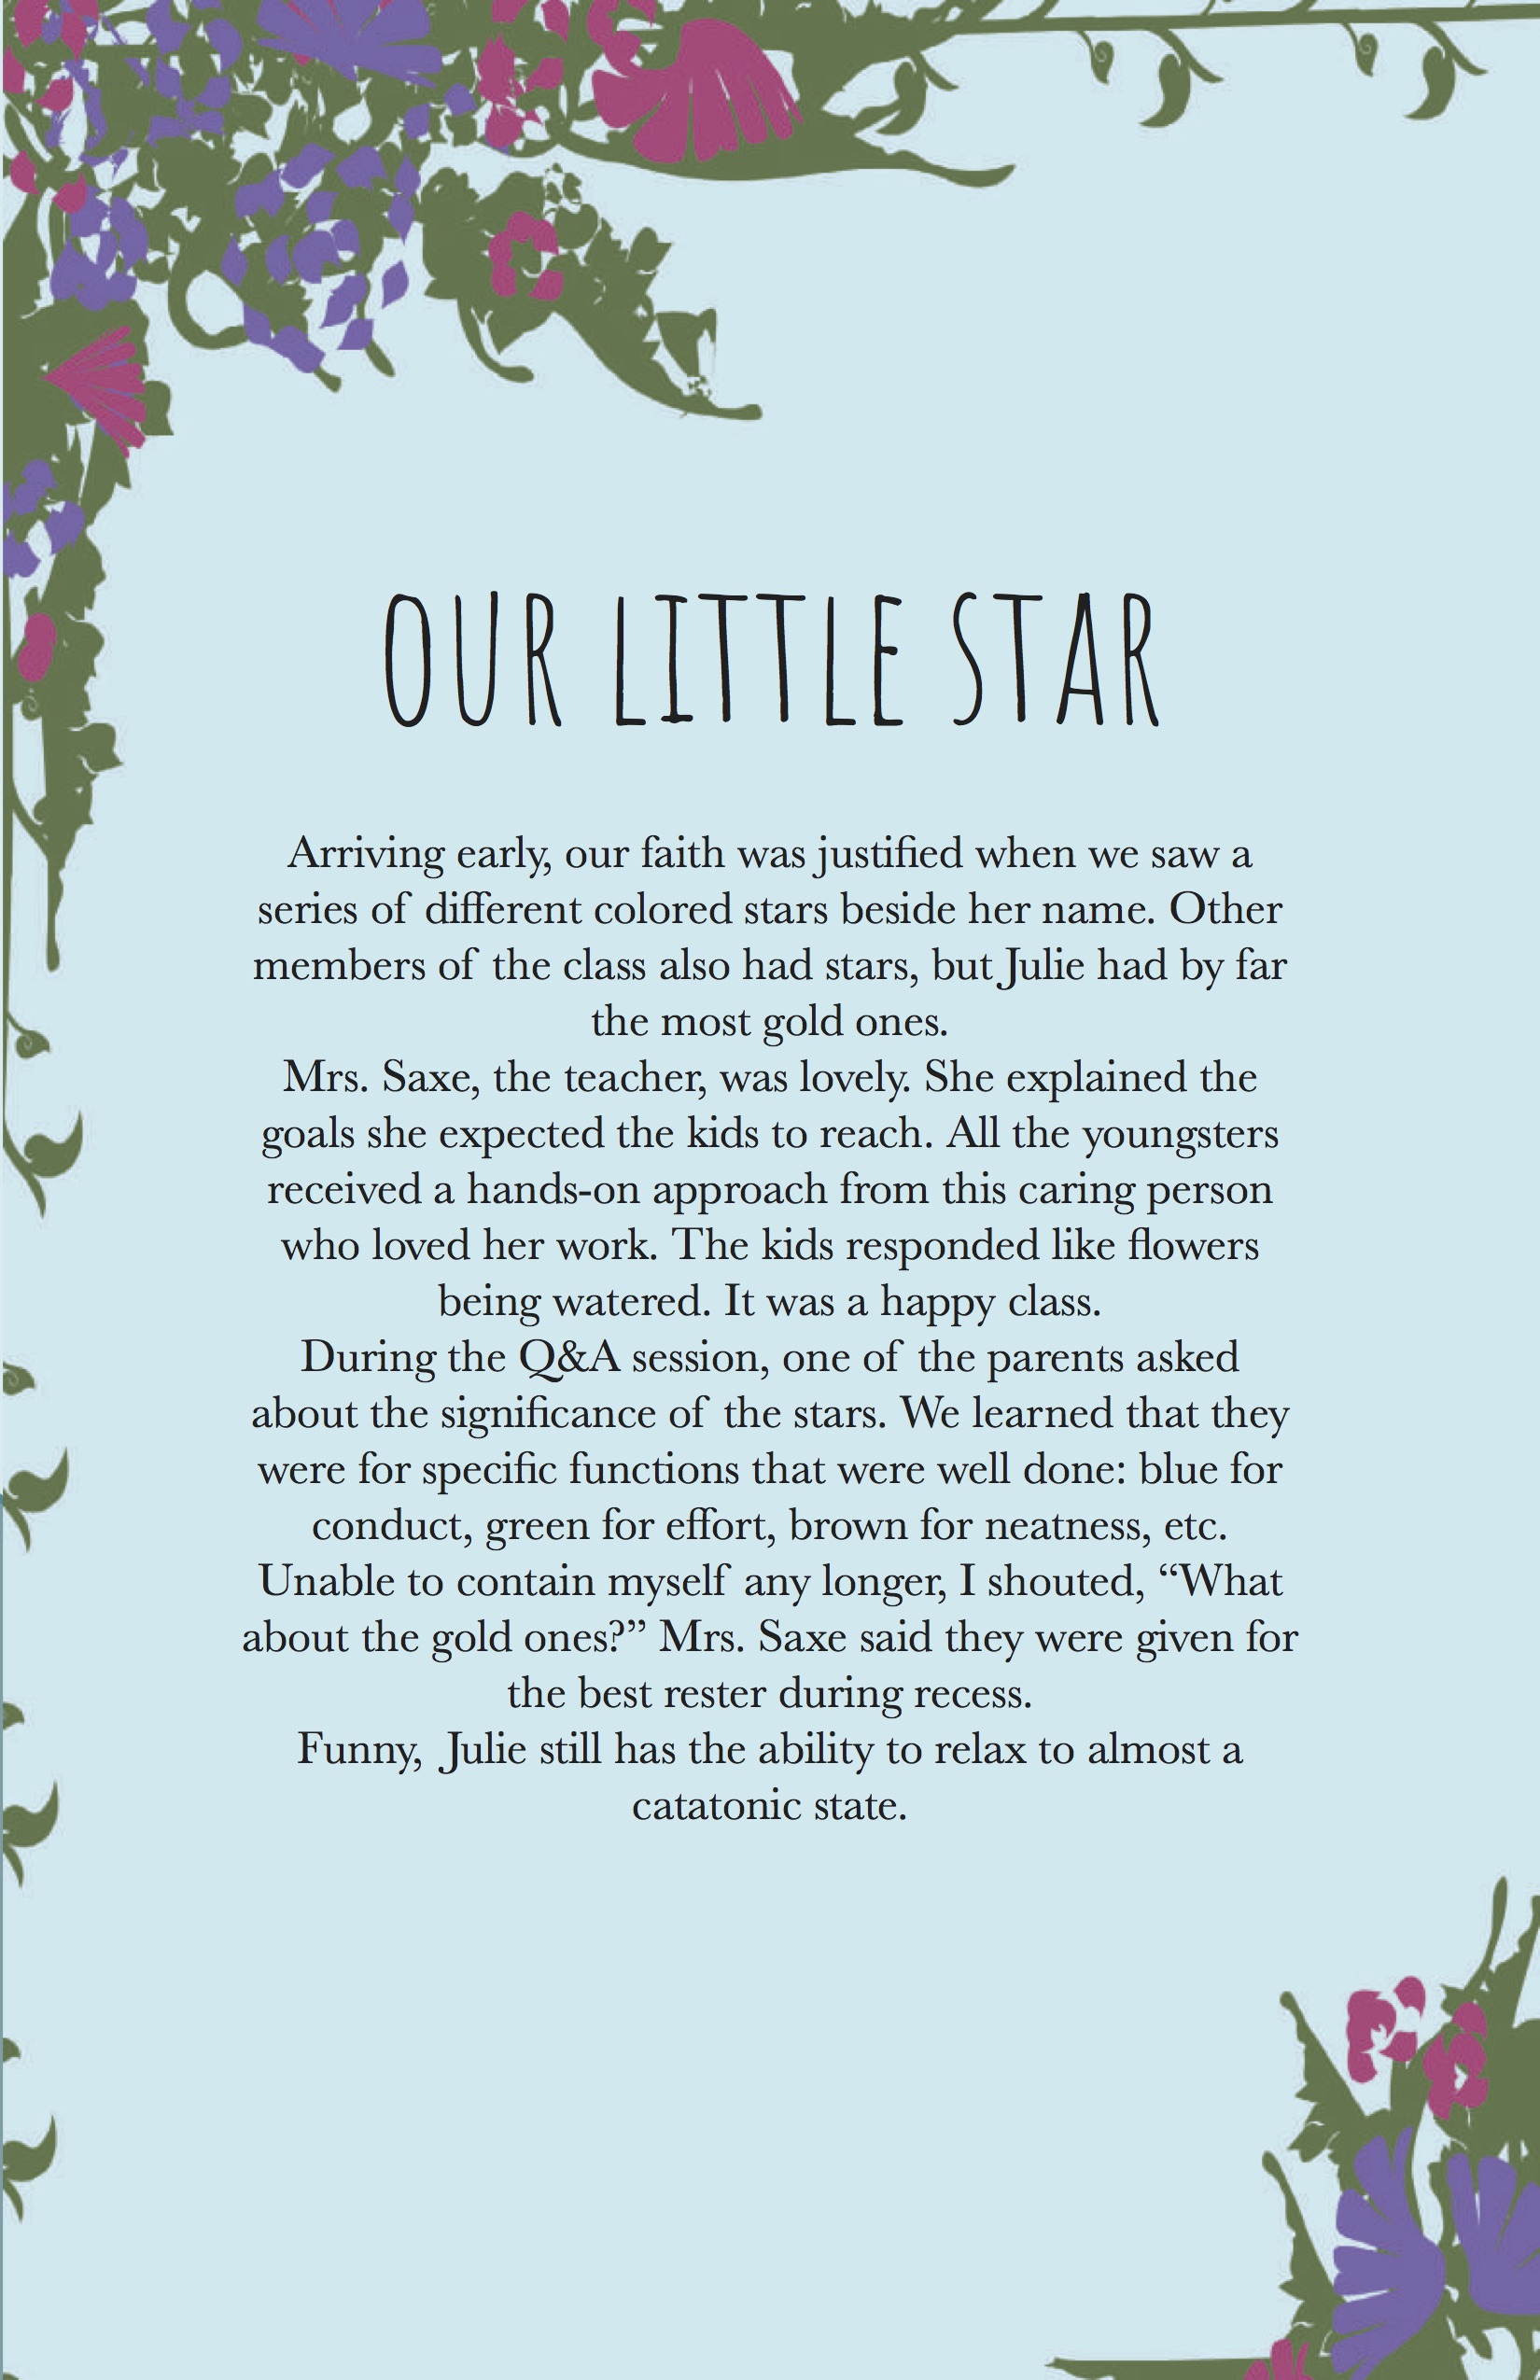 OUR LITTLE STAR
Arriving early, our faith was justified when we saw a
series of different colored stars beside her name. Other
members of the class also had stars, but Julie had by far
the most gold ones.
Mrs. Saxe, the teacher, was lovely. She explained the
goals she expected the kids to reach. All the youngsters
received a hands-on approach from this caring person
who loved her work. The kids responded like flowers
being watered. It was a happy class.
During the Q&A session, one of the parents asked
about the significance of the stars. We learned that they
were for specific functions that were well done: blue for
conduct, green for effort, brown for neatness, etc.
Unable to contain myself any longer, I shouted, “What
about the gold ones?” Mrs. Saxe said they were given for
the best rester during recess.
Funny, Julie still has the ability to relax to almost a
catatonic state.